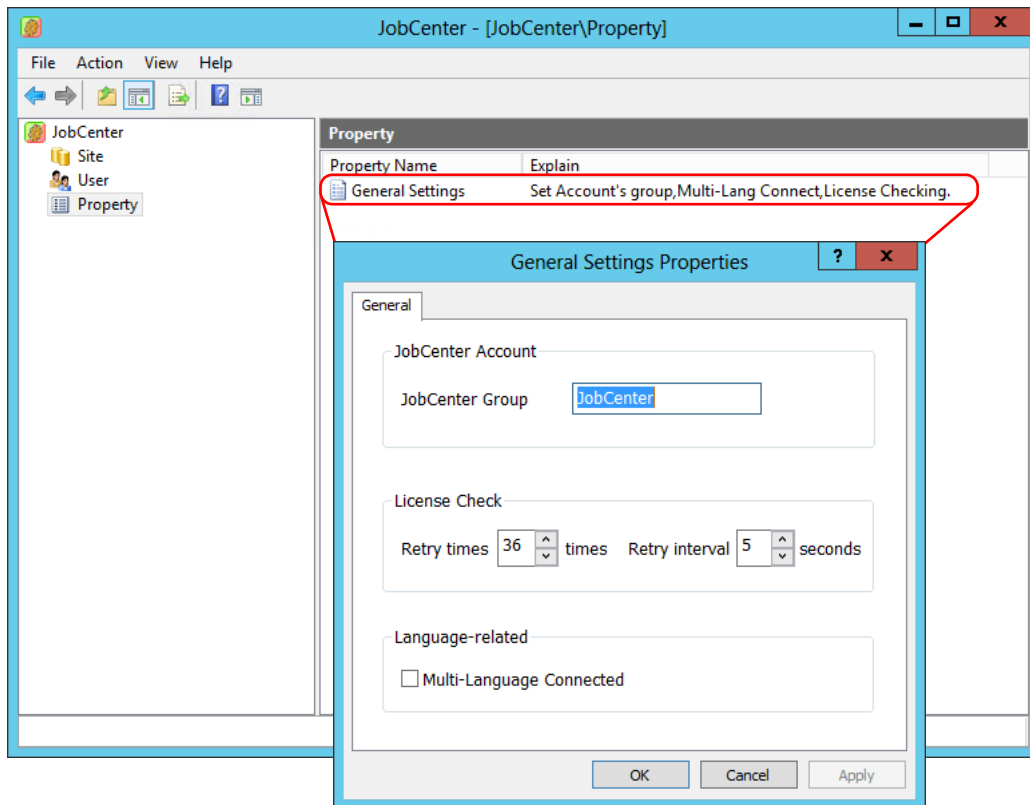 JobCenter - [JobCenter\Property]
File Action View Help
JobCenter
Site
User
Property
Property
Property Name Explain
General Settings Set Account's group,Multi-Lang Connect,License Checking.
General Settings Properties
General
JobCenter Account
JobCenter Group JobCenter
License Check
Retry times 36 times Retry interval 5 seconds
Language-related
Multi-Language Connected
OK Cancel Apply